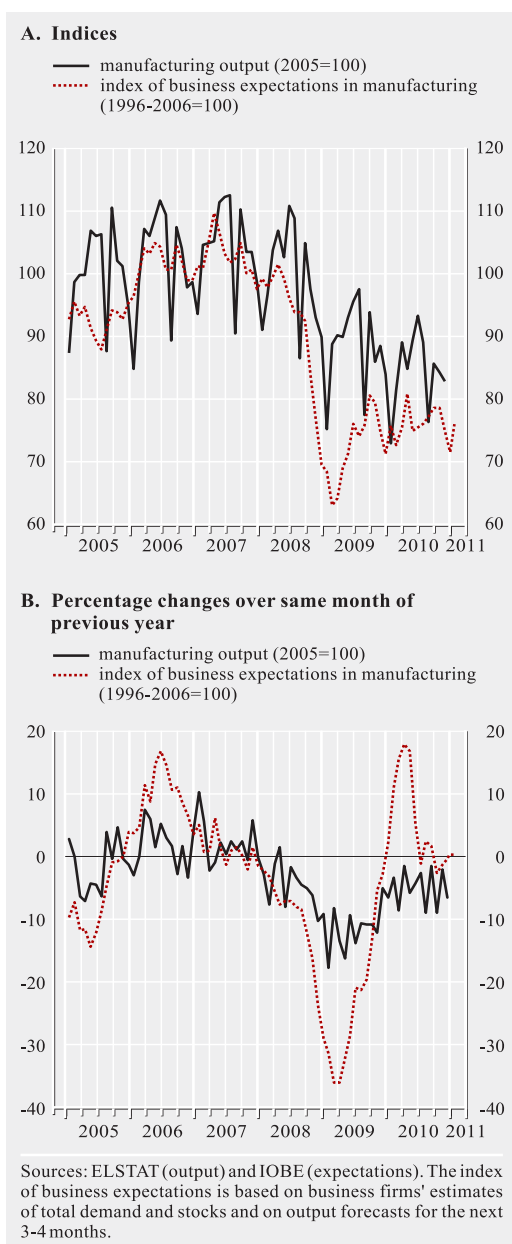 A. Indices
manufacturing output (2005=100)
index of business expectations in manufacturing
(1996-2006=100)
120 120
110 110
100 100
90 90
80 80
70 70
60 60
2005 2006 2007 2008 2009 2010 2011
B. Percentage changes over same month of
previous year
manufacturing output (2005=100)
index of business expectations in manufacturing
(1996-2006=100)
20 20
10 10
0 0
-10 -10
-20 -20
-30 -30
-40 -40
2005 2006 2007 2008 2009 2010 2011
Sources: ELSTAT (output) and IOBE (expectations). The index
of business expectations is based on business firms' estimates
of total demand and stocks and on output forecasts for the next
3-4 months.